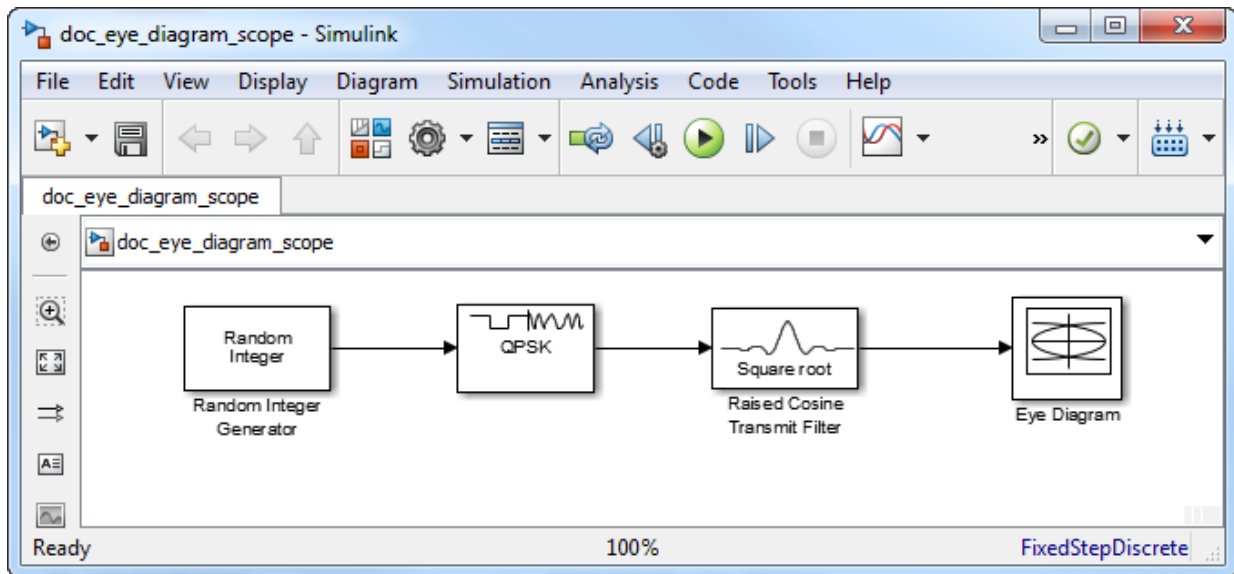 doc_eye_diagram_scope - Simulink
File Edit View Display Diagram Simulation Analysis Code Tools Help
»
doc_eye_diagram_scope
doc_eye_diagram_scope
A
Random
Integer
Random Integer
Generator
QPSK
Square root
Raised Cosine
Transmit Filter
Eye Diagram
Ready 100% FixedStepDiscrete